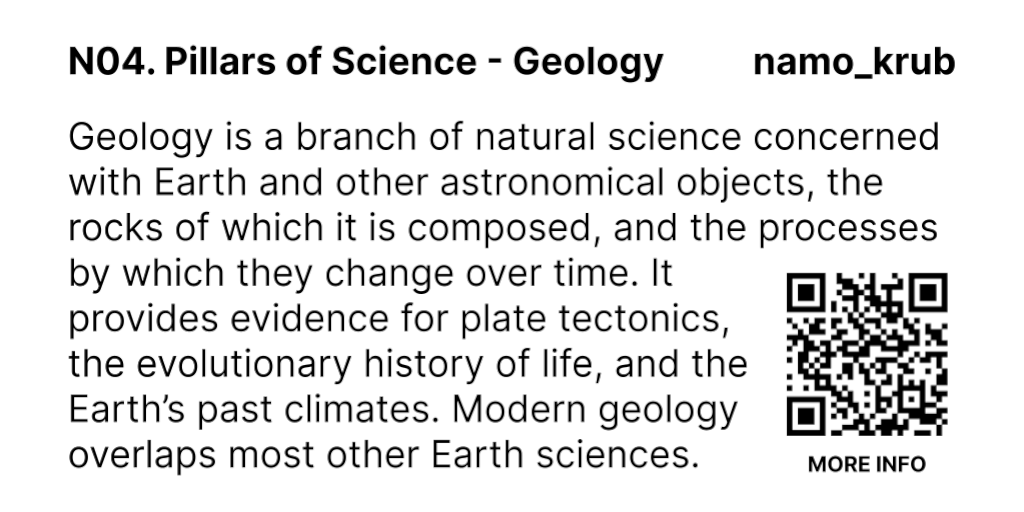 N04. Pillars of Science - Geology namo_krub
Geology is a branch of natural science concerned
with Earth and other astronomical objects, the
rocks of which it is composed, and the processes
by which they change over time. It
provides evidence for plate tectonics,
the evolutionary history of life, and the
Earth’s past climates. Modern geology
overlaps most other Earth sciences.
MORE INFO